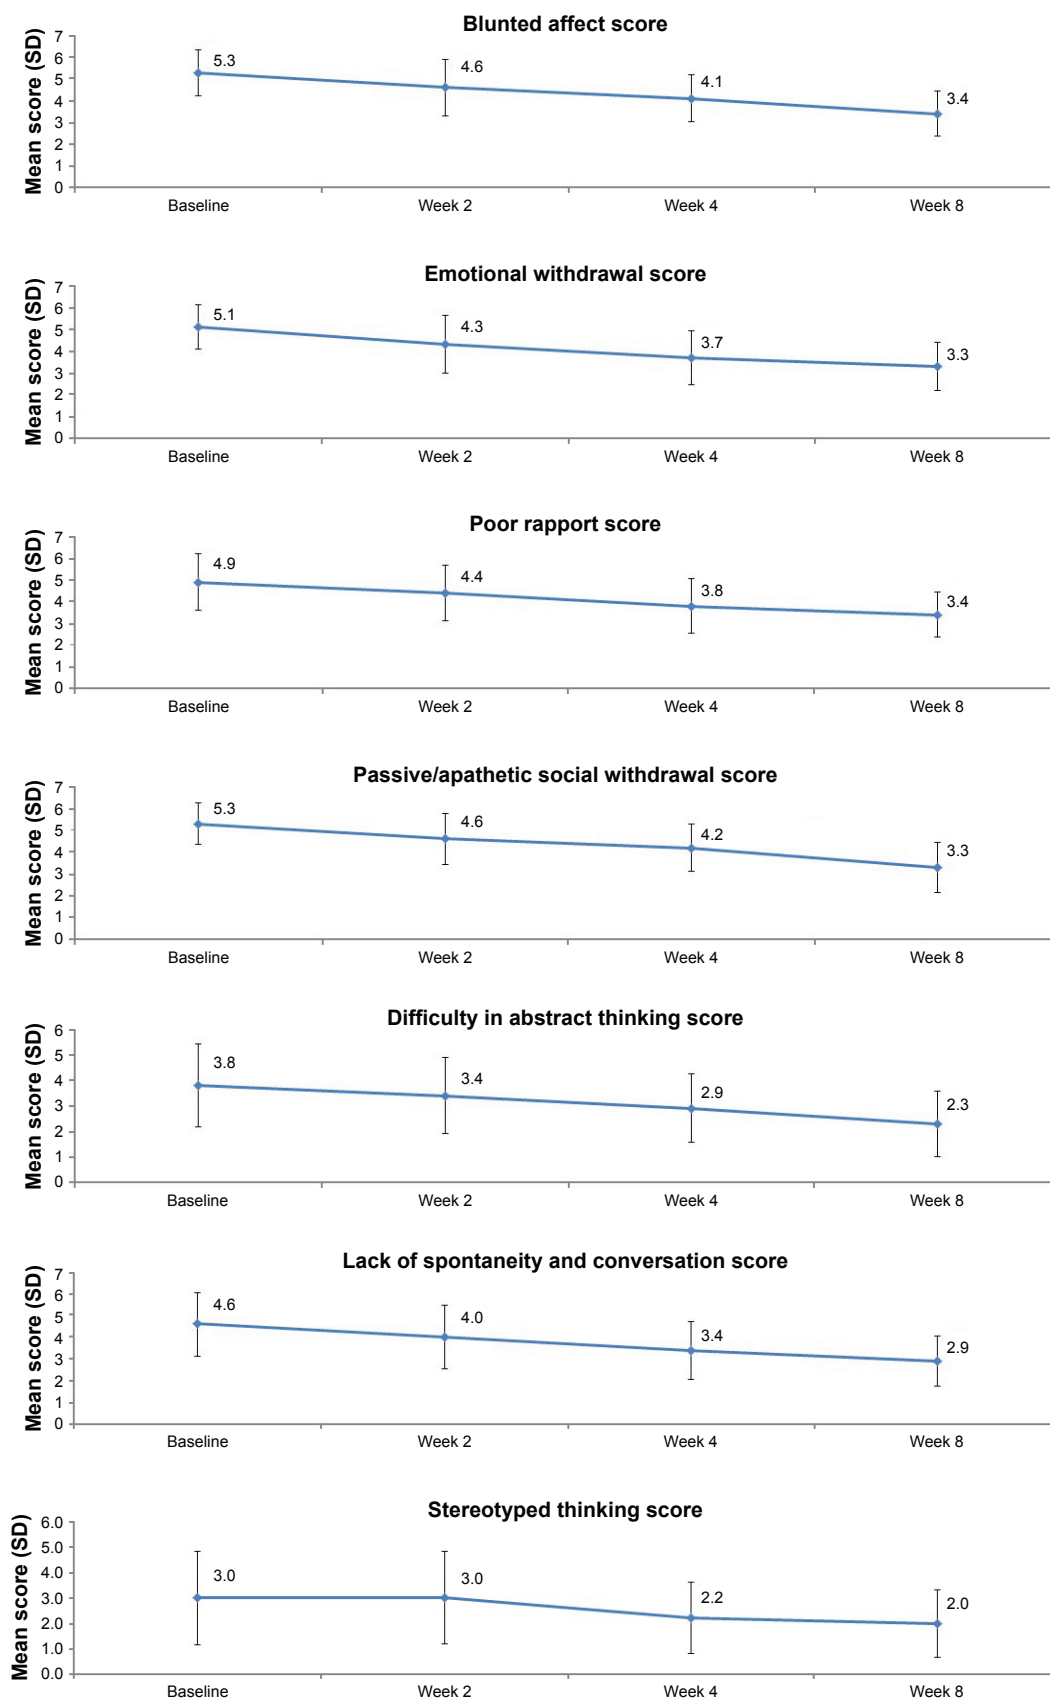 Blunted affect score
Mean score (SD)
7
6
5
4
3
2
1
0
5.3
4.6
4.1
3.4
Baseline
Week 2
Week 4
Week 8
Emotional withdrawal score
Mean score (SD)
7
6
5
4
3
2
1
0
5.1
4.3
3.7
3.3
Baseline
Week 2
Week 4
Week 8
Poor rapport score
Mean score (SD)
7
6
5
4
3
2
1
0
4.9
4.4
3.8
3.4
Baseline
Week 2
Week 4
Week 8
Passive/apathetic social withdrawal score
Mean score (SD)
7
6
5
4
3
2
1
0
5.3
4.6
4.2
3.3
Baseline
Week 2
Week 4
Week 8
Difficulty in abstract thinking score
Mean score (SD)
6
5
4
3
2
1
0
3.8
3.4
2.9
2.3
Baseline
Week 2
Week 4
Week 8
Lack of spontaneity and conversation score
Mean score (SD)
7
6
5
4
3
2
1
0
4.6
4.0
3.4
2.9
Baseline
Week 2
Week 4
Week 8
Stereotyped thinking score
Mean score (SD)
6.0
5.0
4.0
3.0
2.0
1.0
0.0
3.0
3.0
2.2
2.0
Baseline
Week 2
Week 4
Week 8